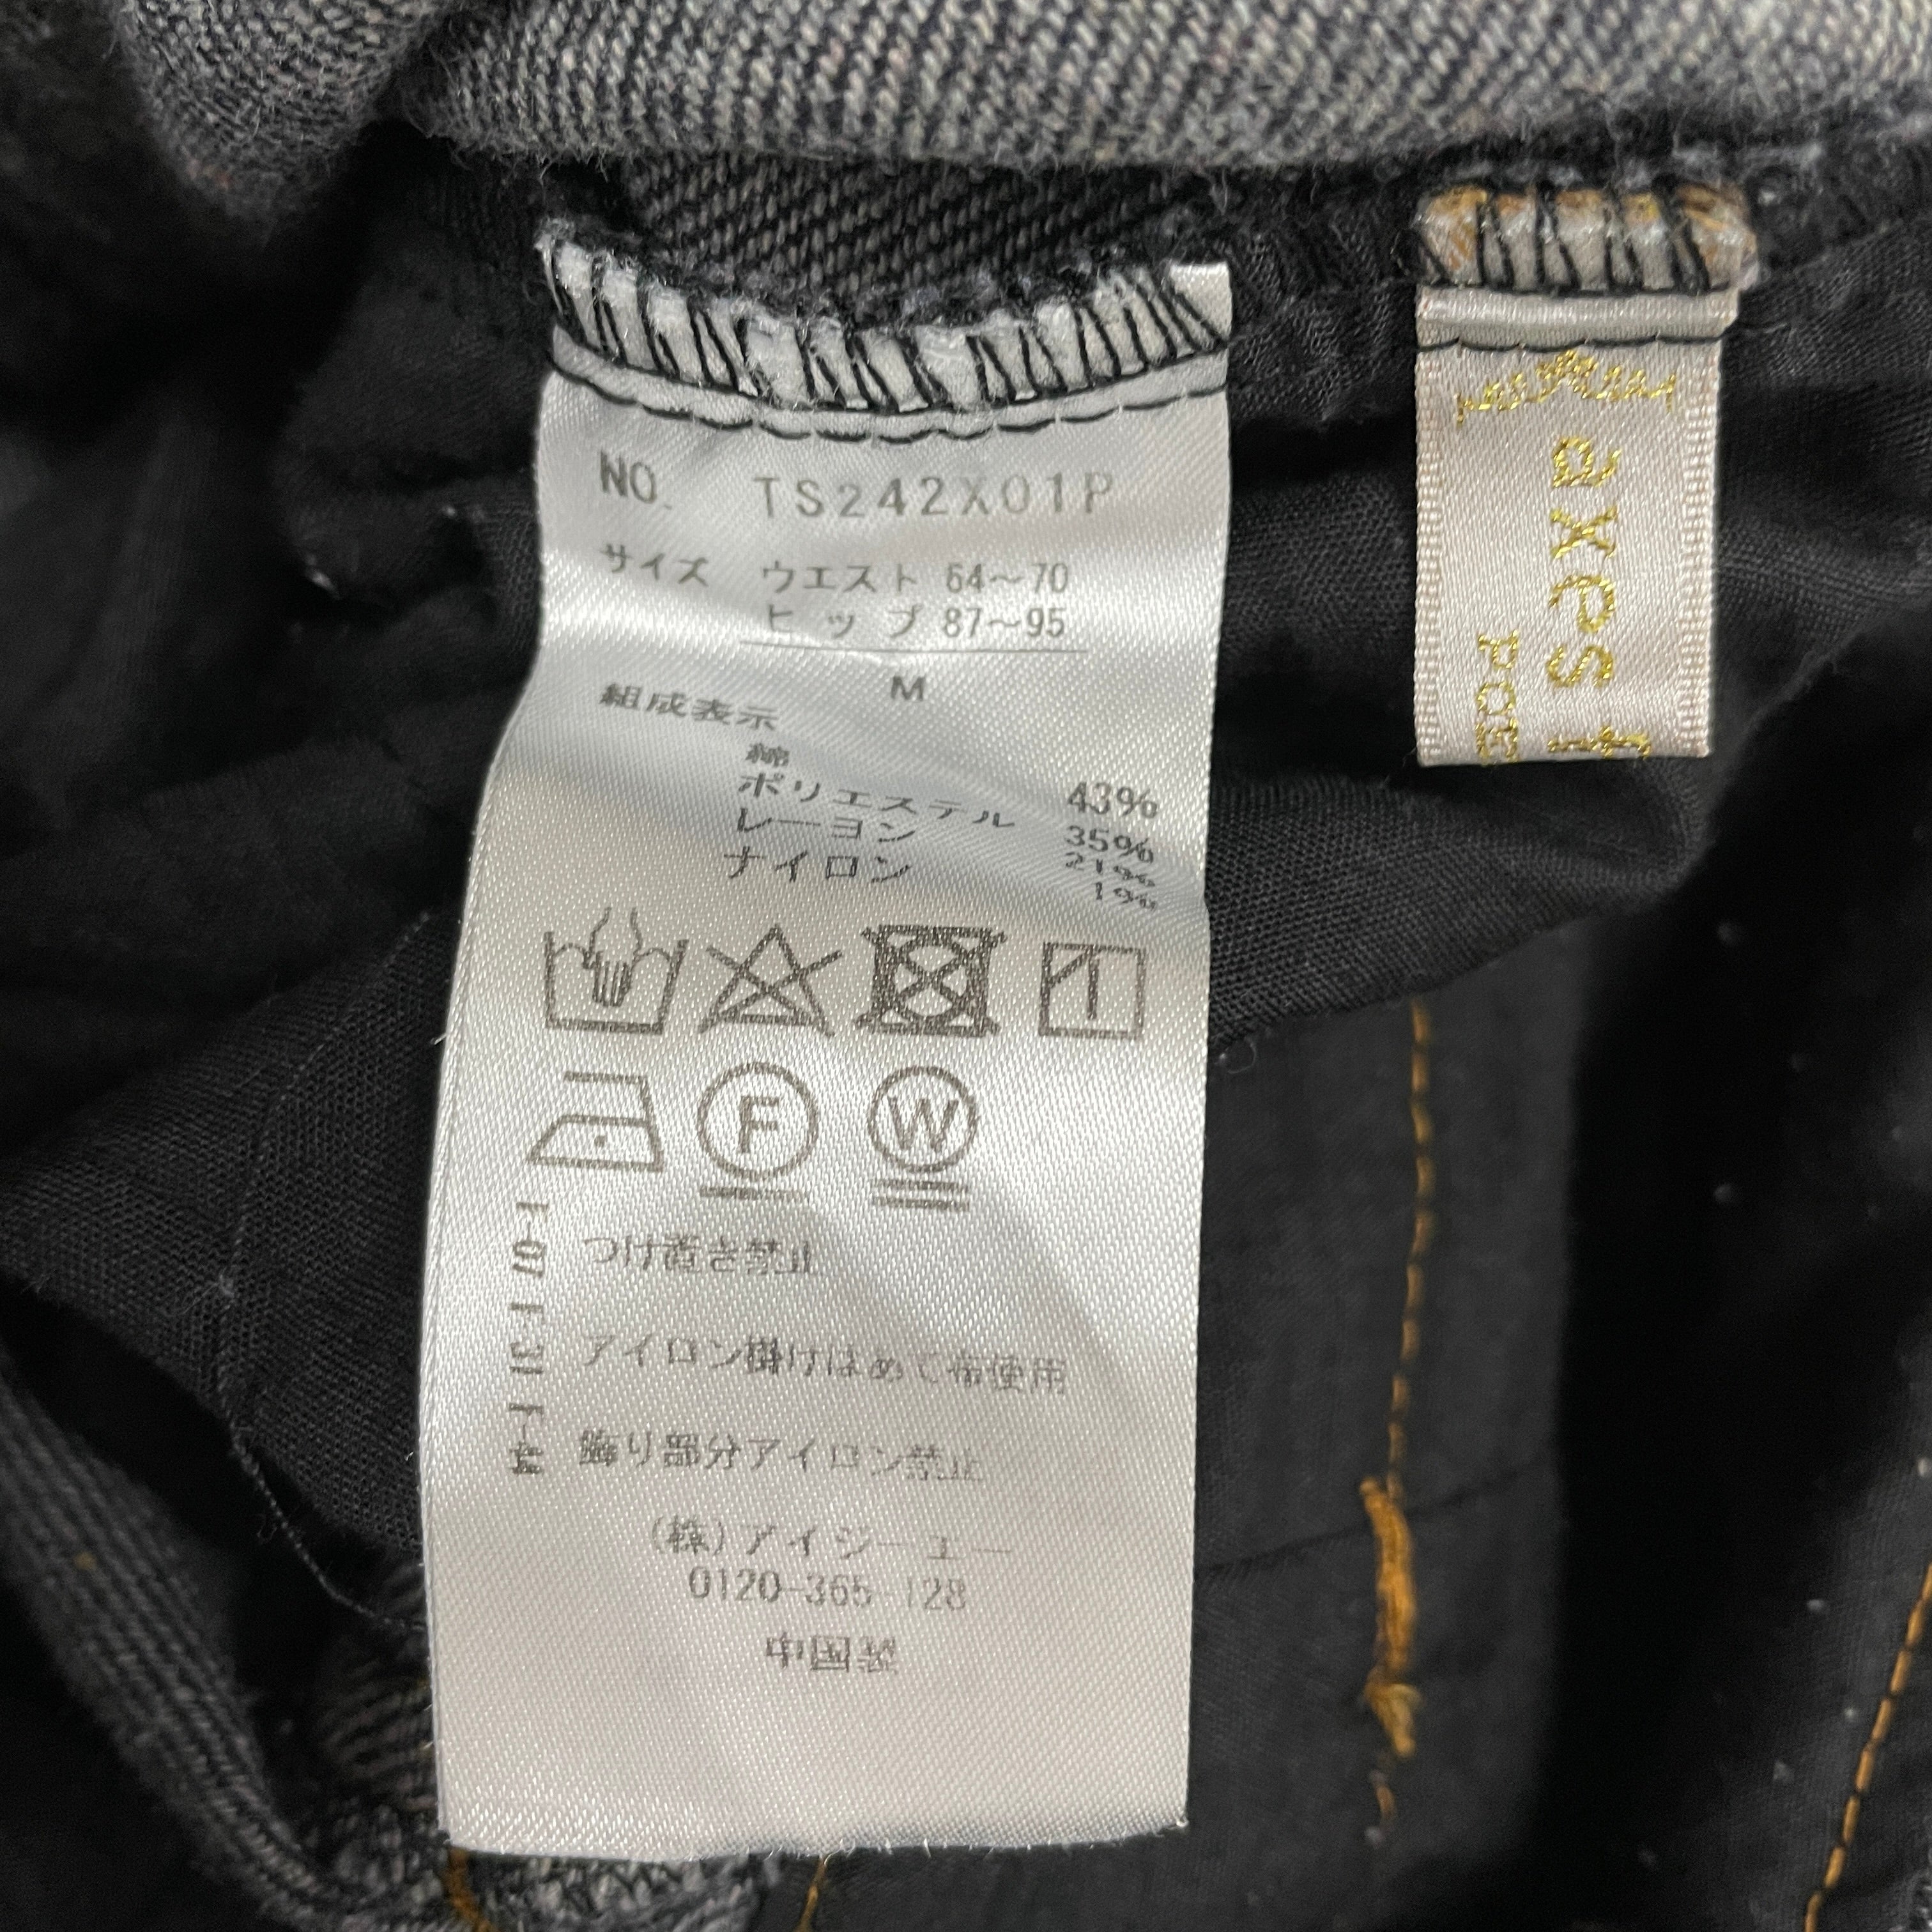 NO. TS242X01P
サイズ ウエスト 64~70
ヒップ 87~95
M
組成表示
綿 43%
ポリエステル 35%
レーヨン 21%
ナイロン 1%
F
W
つけ置き禁止
アイロン掛けはあて布使用
飾り部分アイロン禁止
(株)アイジーエー
0120-365-128
中国製
axes f
POE